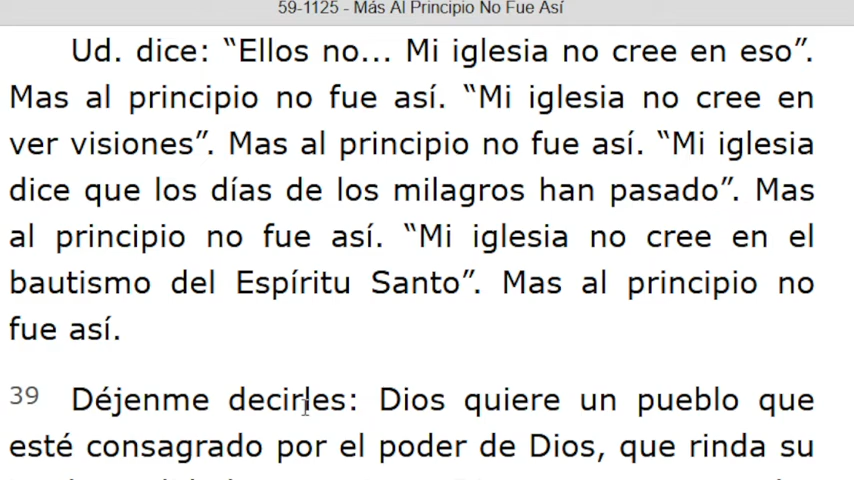 59-1125 - Más Al Principio No Fue Así
Ud. dice: “Ellos no... Mi iglesia no cree en eso”.
Mas al principio no fue así. “Mi iglesia no cree en
ver visiones”. Mas al principio no fue así. “Mi iglesia
dice que los días de los milagros han pasado”. Mas
al principio no fue así. “Mi iglesia no cree en el
bautismo del Espíritu Santo”. Mas al principio no
fue así.
39 Déjenme decirles: Dios quiere un pueblo que
esté consagrado por el poder de Dios, que rinda su